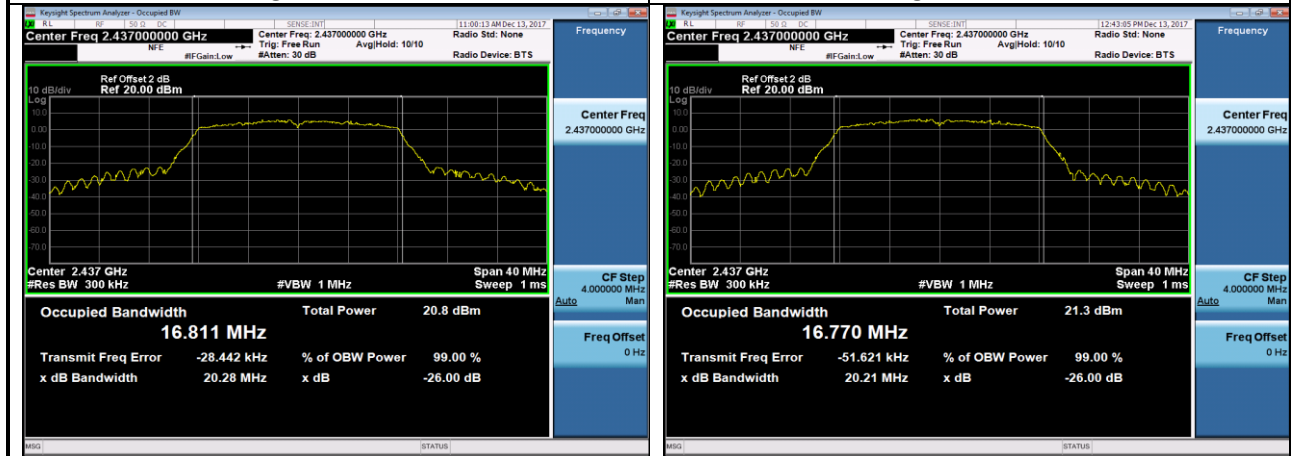 Keysight Spectrum Analyzer - Occupied BW
RL RF 50 Ω DC SENSE:INT 11:00:13 AM Dec 13, 2017
Center Freq 2.437000000 GHz Center Freq: 2.437000000 GHz Radio Std: None Frequency
NFE Trig: Free Run Avg|Hold: 10/10
#IFGain:Low #Atten: 30 dB Radio Device: BTS
Ref Offset 2 dB
10 dB/div Ref 20.00 dBm
Log
10.0
0.00
-10.0
-20.0
-30.0
-40.0
-50.0
-60.0
-70.0
Center Freq
2.437000000 GHz
Center 2.437 GHz Span 40 MHz
#Res BW 300 kHz #VBW 1 MHz Sweep 1 ms
CF Step
4.000000 MHz
Auto Man
Occupied Bandwidth Total Power 20.8 dBm
16.811 MHz
Freq Offset
0 Hz
Transmit Freq Error -28.442 kHz % of OBW Power 99.00 %
x dB Bandwidth 20.28 MHz x dB -26.00 dB
MSG STATUS
Keysight Spectrum Analyzer - Occupied BW
RL RF 50 Ω DC SENSE:INT 12:43:05 PM Dec 13, 2017
Center Freq 2.437000000 GHz Center Freq: 2.437000000 GHz Radio Std: None Frequency
NFE Trig: Free Run Avg|Hold: 10/10
#IFGain:Low #Atten: 30 dB Radio Device: BTS
Ref Offset 2 dB
10 dB/div Ref 20.00 dBm
Log
10.0
0.00
-10.0
-20.0
-30.0
-40.0
-50.0
-60.0
-70.0
Center Freq
2.437000000 GHz
Center 2.437 GHz Span 40 MHz
#Res BW 300 kHz #VBW 1 MHz Sweep 1 ms
CF Step
4.000000 MHz
Auto Man
Occupied Bandwidth Total Power 21.3 dBm
16.770 MHz
Freq Offset
0 Hz
Transmit Freq Error -51.621 kHz % of OBW Power 99.00 %
x dB Bandwidth 20.21 MHz x dB -26.00 dB
MSG STATUS